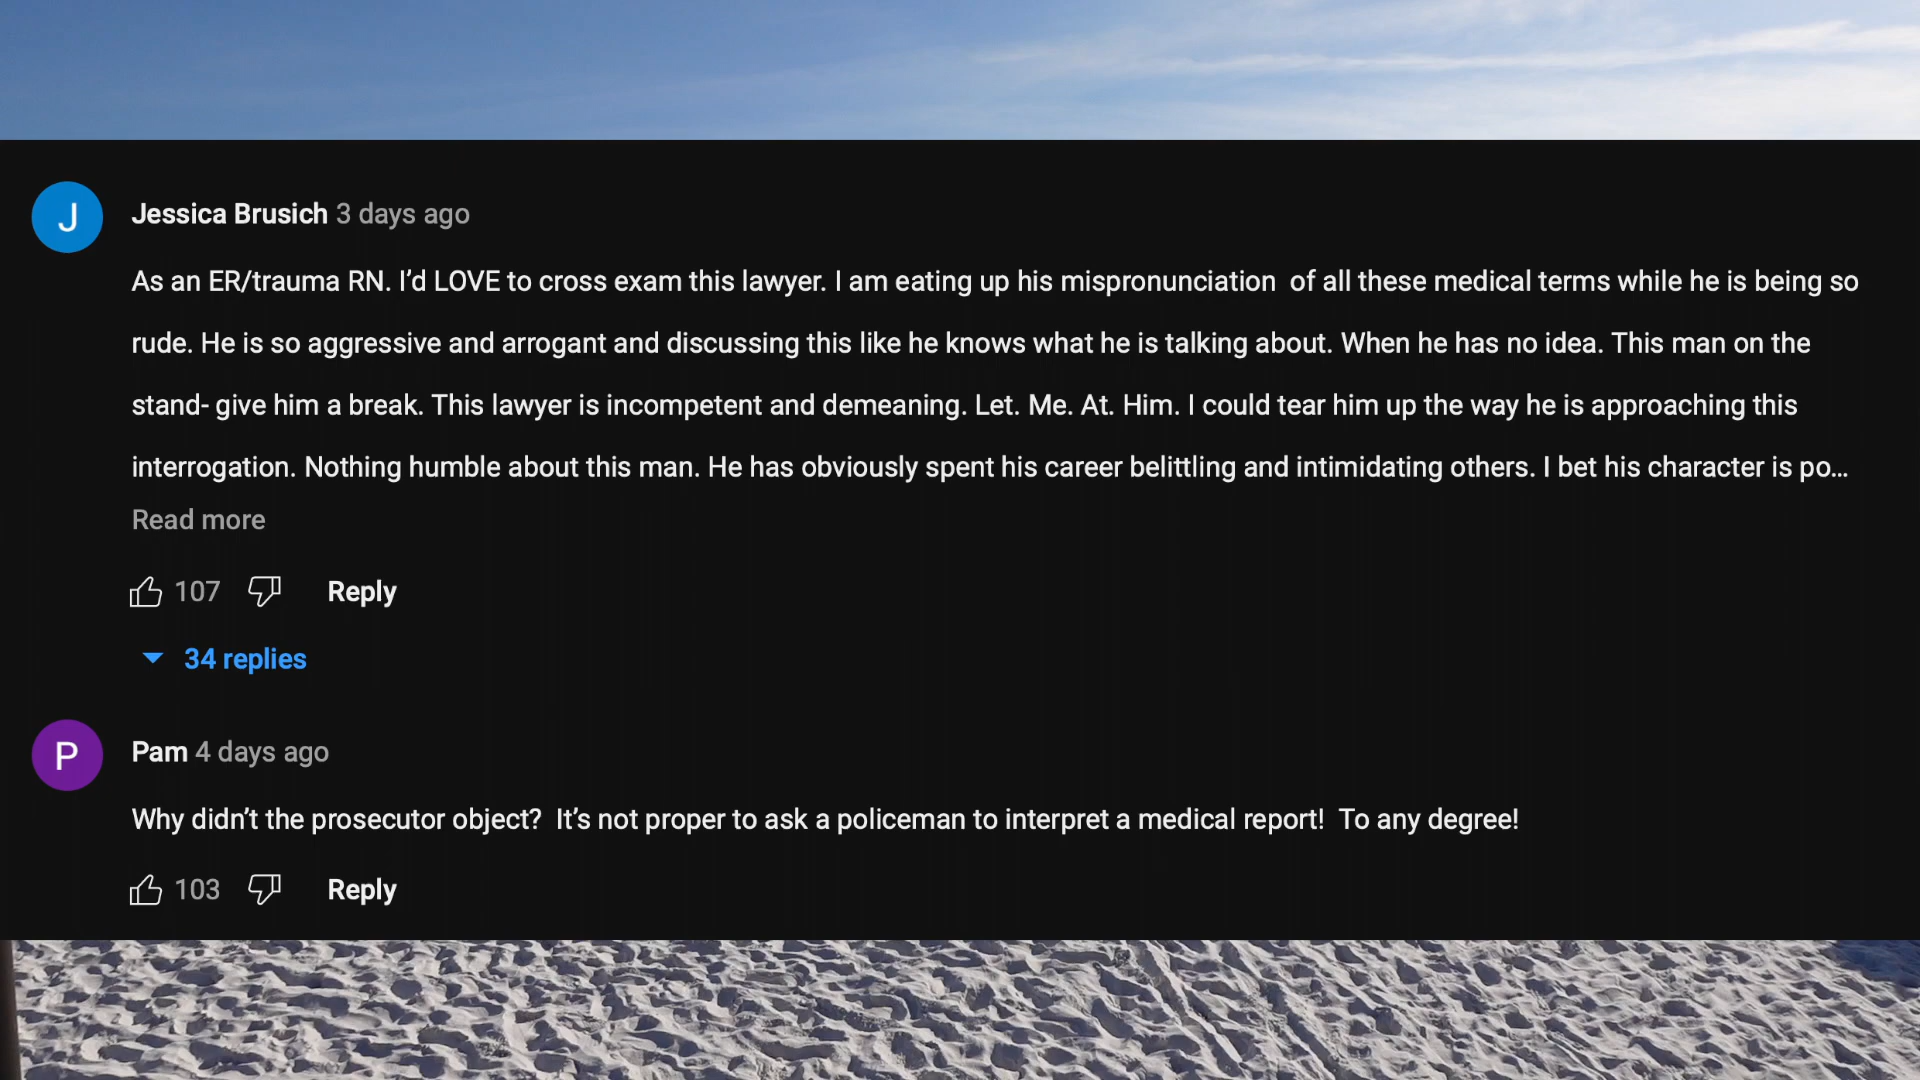 J
Jessica Brusich 3 days ago
As an ER/trauma RN. I’d LOVE to cross exam this lawyer. I am eating up his mispronunciation  of all these medical terms while he is being so
rude. He is so aggressive and arrogant and discussing this like he knows what he is talking about. When he has no idea. This man on the
stand- give him a break. This lawyer is incompetent and demeaning. Let. Me. At. Him. I could tear him up the way he is approaching this
interrogation. Nothing humble about this man. He has obviously spent his career belittling and intimidating others. I bet his character is po...
Read more
107 Reply
34 replies
P
Pam 4 days ago
Why didn’t the prosecutor object?  It’s not proper to ask a policeman to interpret a medical report!  To any degree!
103 Reply